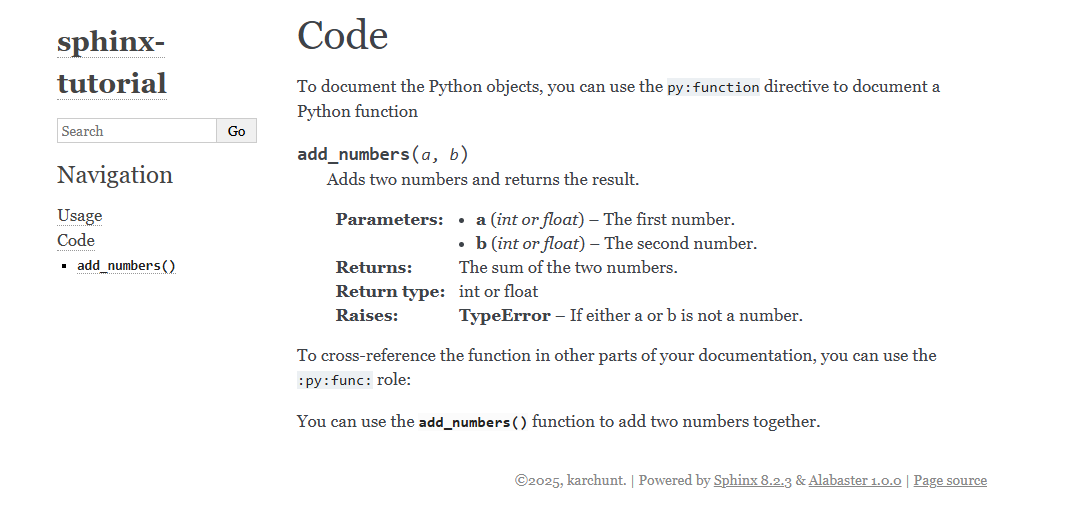 sphinx-
tutorial
Search Go
Navigation
Usage
Code
▪ add_numbers()
Code
To document the Python objects, you can use the py:function directive to document a
Python function
add_numbers(a, b)
Adds two numbers and returns the result.
Parameters: • a (int or float) – The first number.
• b (int or float) – The second number.
Returns: The sum of the two numbers.
Return type: int or float
Raises: TypeError – If either a or b is not a number.
To cross-reference the function in other parts of your documentation, you can use the
:py:func: role:
You can use the add_numbers() function to add two numbers together.
©2025, karchunt. | Powered by Sphinx 8.2.3 & Alabaster 1.0.0 | Page source